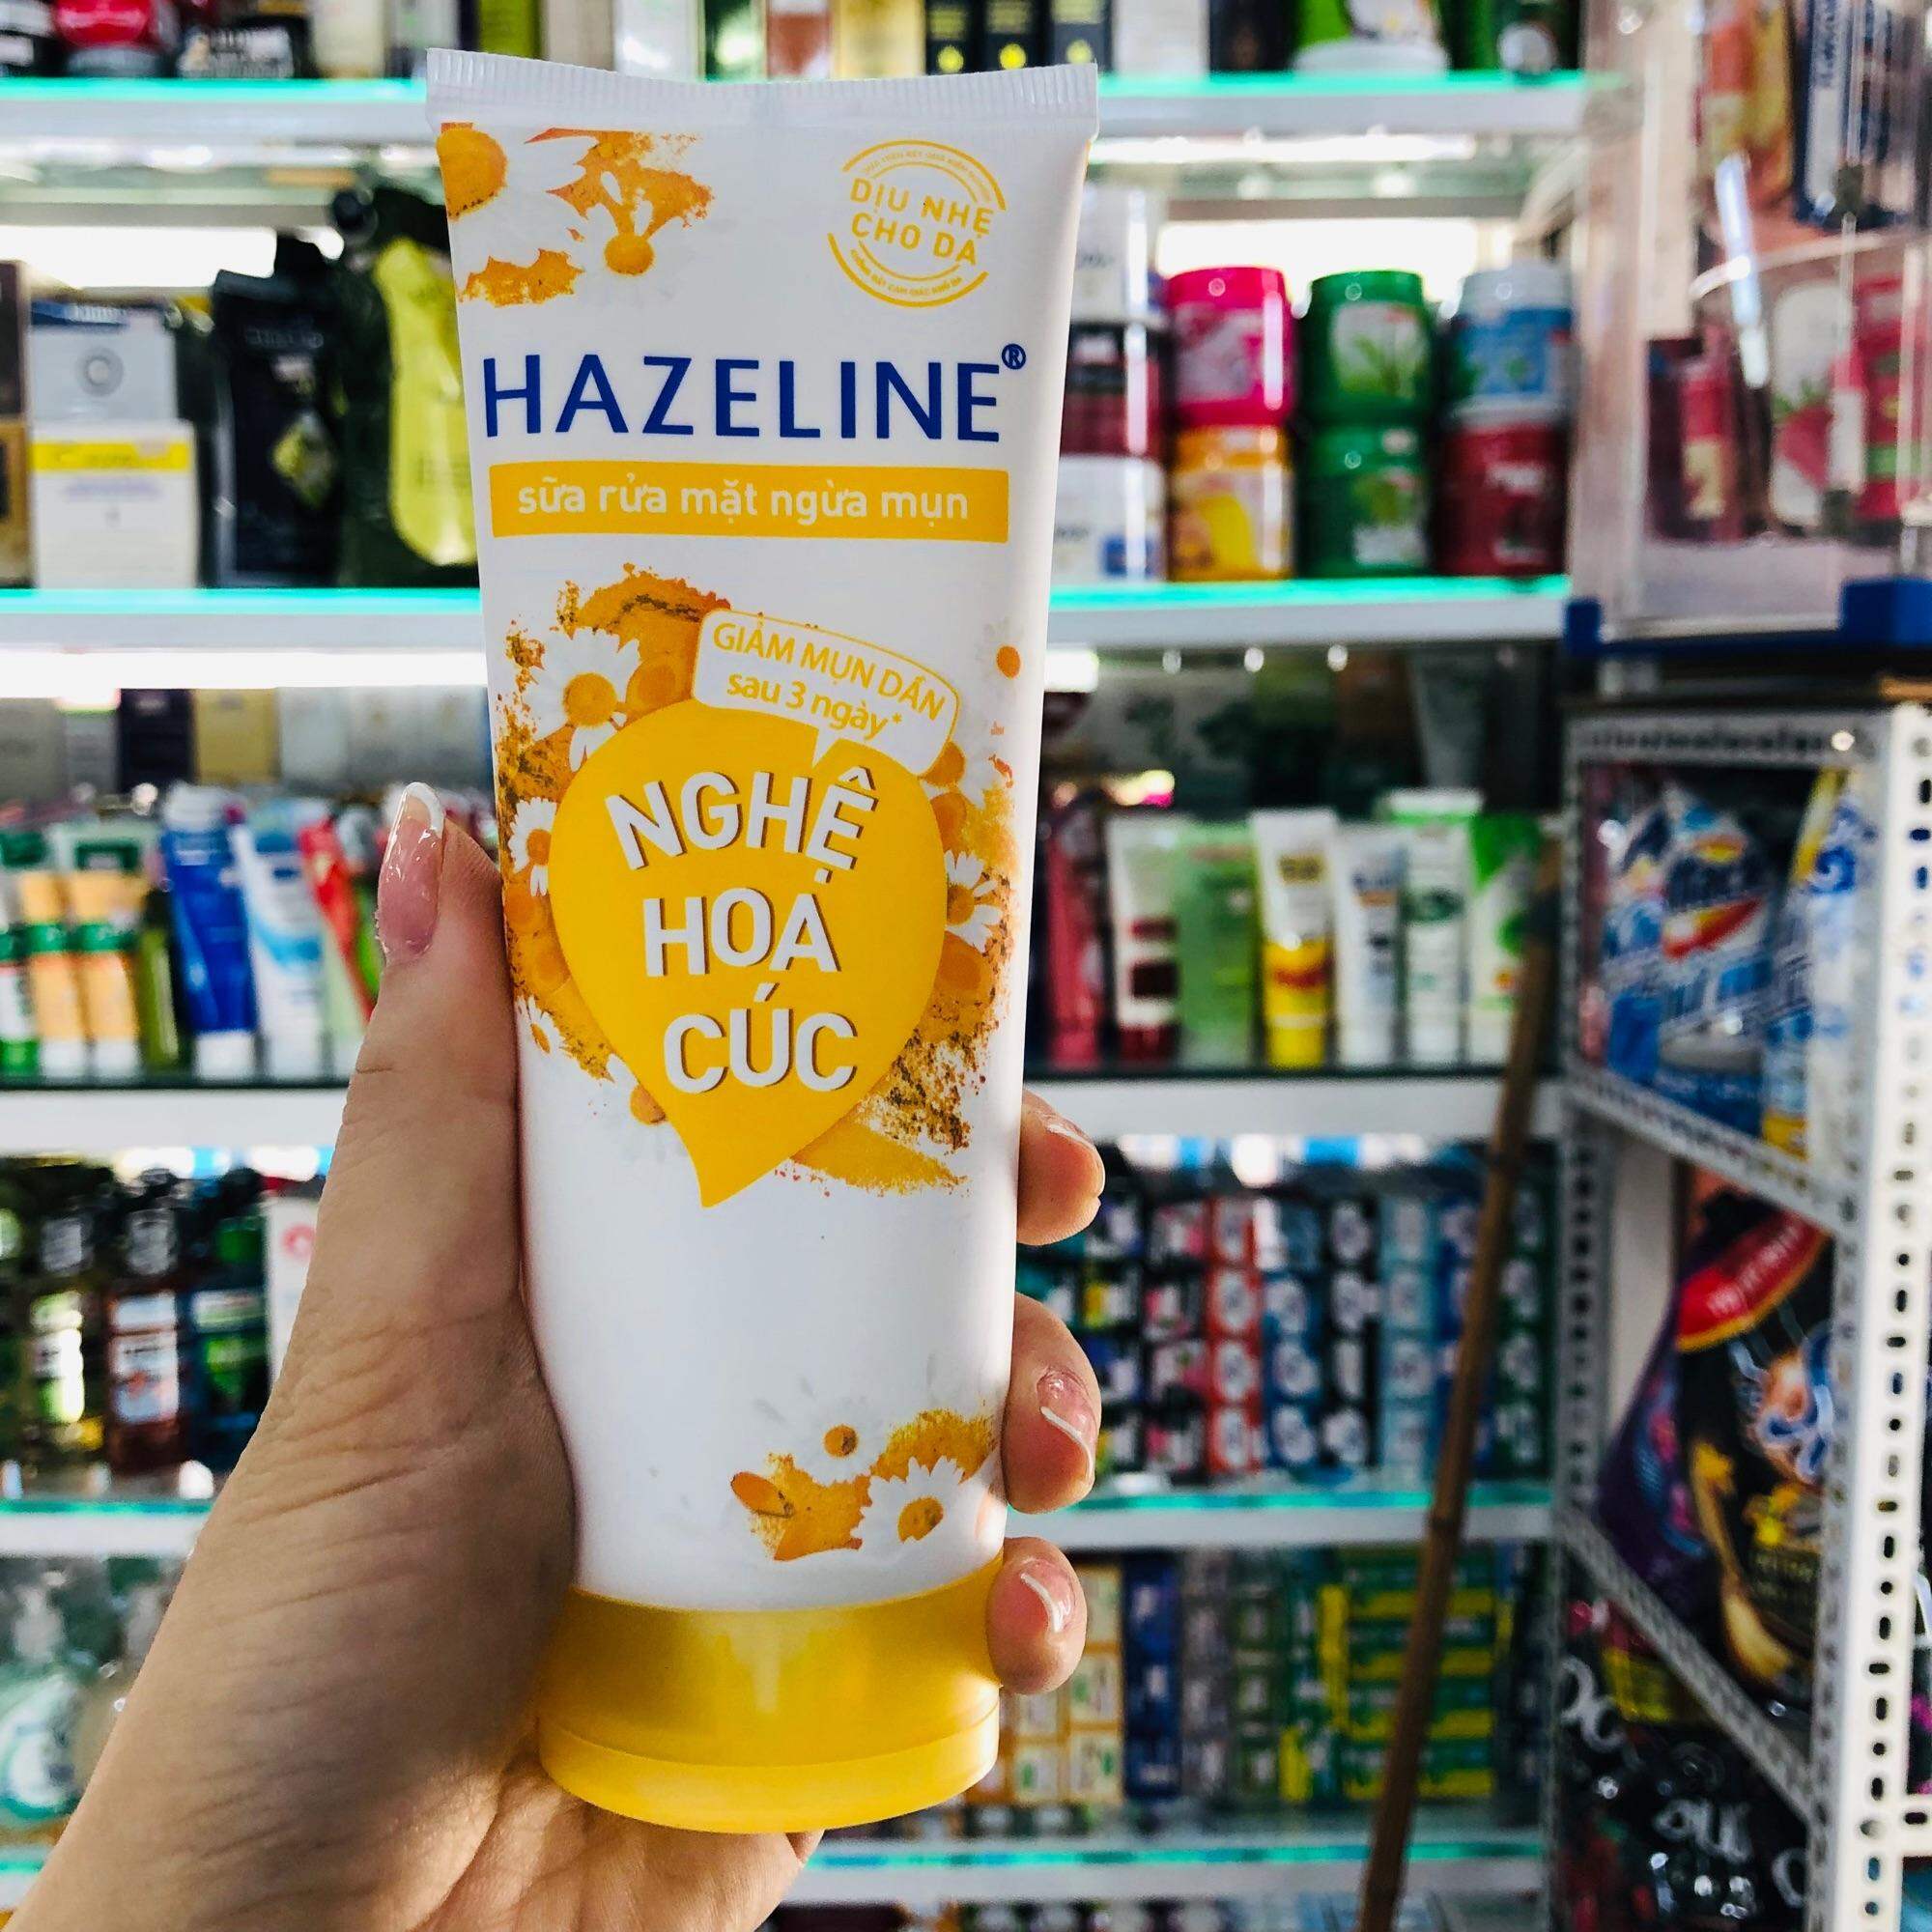 DỊU NHẸ
CHO DA
HAZELINE®
sữa rửa mặt ngừa mụn
GIẢM MỤN DẦN
sau 3 ngày*
NGHỆ
HOA
CÚC